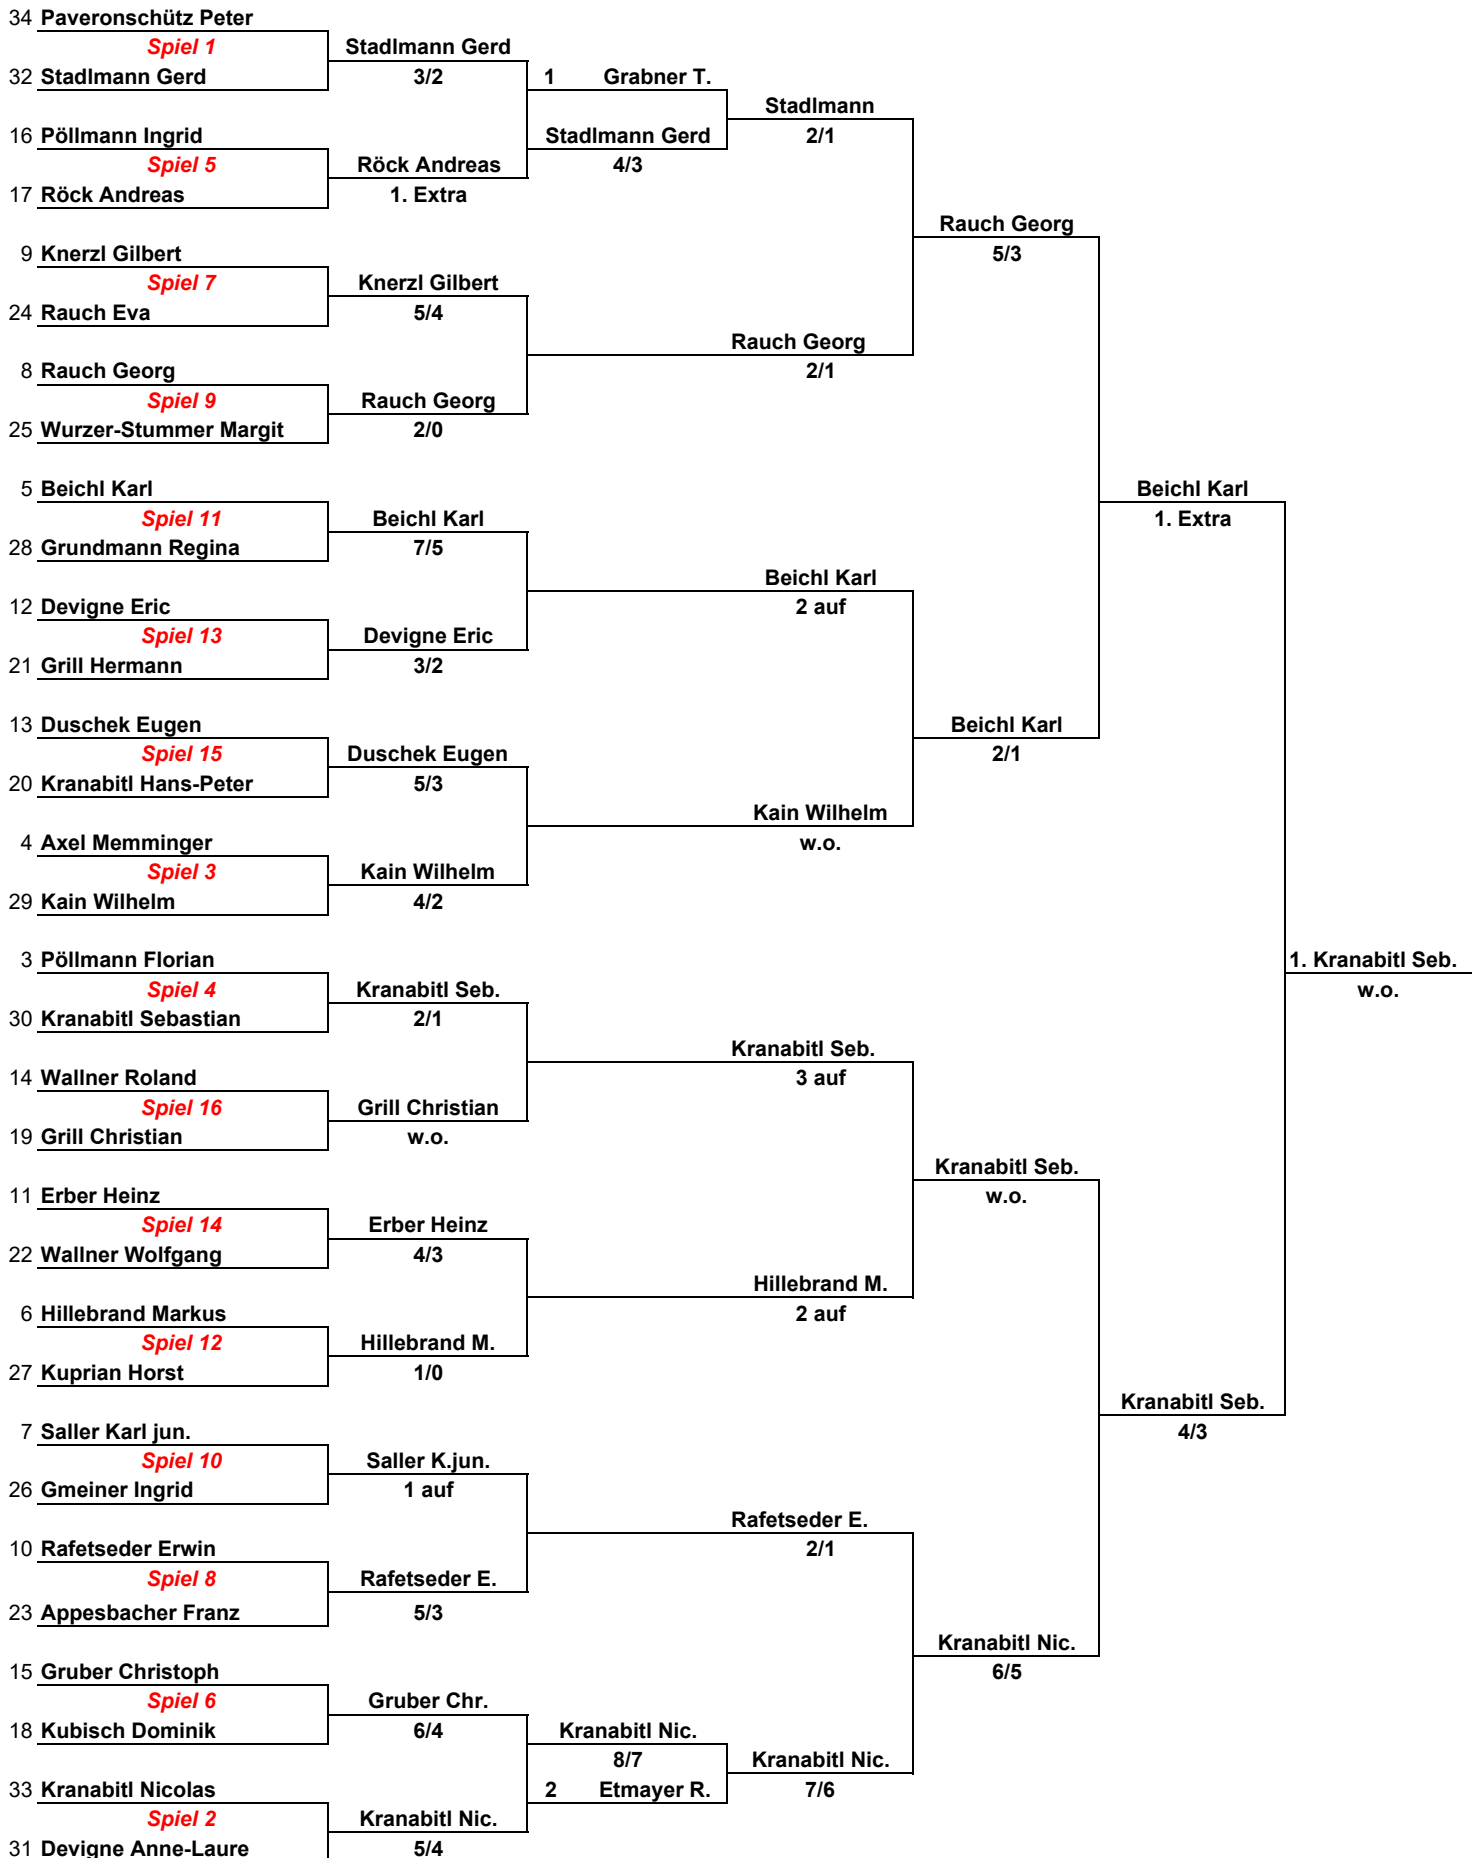 34 Paveronschütz Peter
Spiel 1 Stadlmann Gerd
32 Stadlmann Gerd 3/2 1 Grabner T.
Stadlmann
16 Pöllmann Ingrid Stadlmann Gerd 2/1
Spiel 5 Röck Andreas 4/3
17 Röck Andreas 1. Extra
Rauch Georg
9 Knerzl Gilbert 5/3
Spiel 7 Knerzl Gilbert
24 Rauch Eva 5/4
Rauch Georg
8 Rauch Georg 2/1
Spiel 9 Rauch Georg
25 Wurzer-Stummer Margit 2/0
5 Beichl Karl Beichl Karl
Spiel 11 Beichl Karl 1. Extra
28 Grundmann Regina 7/5
Beichl Karl
12 Devigne Eric 2 auf
Spiel 13 Devigne Eric
21 Grill Hermann 3/2
13 Duschek Eugen Beichl Karl
Spiel 15 Duschek Eugen 2/1
20 Kranabitl Hans-Peter 5/3
Kain Wilhelm
4 Axel Memminger w.o.
Spiel 3 Kain Wilhelm
29 Kain Wilhelm 4/2
3 Pöllmann Florian 1. Kranabitl Seb.
Spiel 4 Kranabitl Seb. w.o.
30 Kranabitl Sebastian 2/1
Kranabitl Seb.
14 Wallner Roland 3 auf
Spiel 16 Grill Christian
19 Grill Christian w.o.
Kranabitl Seb.
11 Erber Heinz w.o.
Spiel 14 Erber Heinz
22 Wallner Wolfgang 4/3
Hillebrand M.
6 Hillebrand Markus 2 auf
Spiel 12 Hillebrand M.
27 Kuprian Horst 1/0
Kranabitl Seb.
7 Saller Karl jun. 4/3
Spiel 10 Saller K.jun.
26 Gmeiner Ingrid 1 auf
Rafetseder E.
10 Rafetseder Erwin 2/1
Spiel 8 Rafetseder E.
23 Appesbacher Franz 5/3
Kranabitl Nic.
15 Gruber Christoph 6/5
Spiel 6 Gruber Chr.
18 Kubisch Dominik 6/4 Kranabitl Nic.
8/7 Kranabitl Nic.
33 Kranabitl Nicolas 2 Etmayer R. 7/6
Spiel 2 Kranabitl Nic.
31 Devigne Anne-Laure 5/4